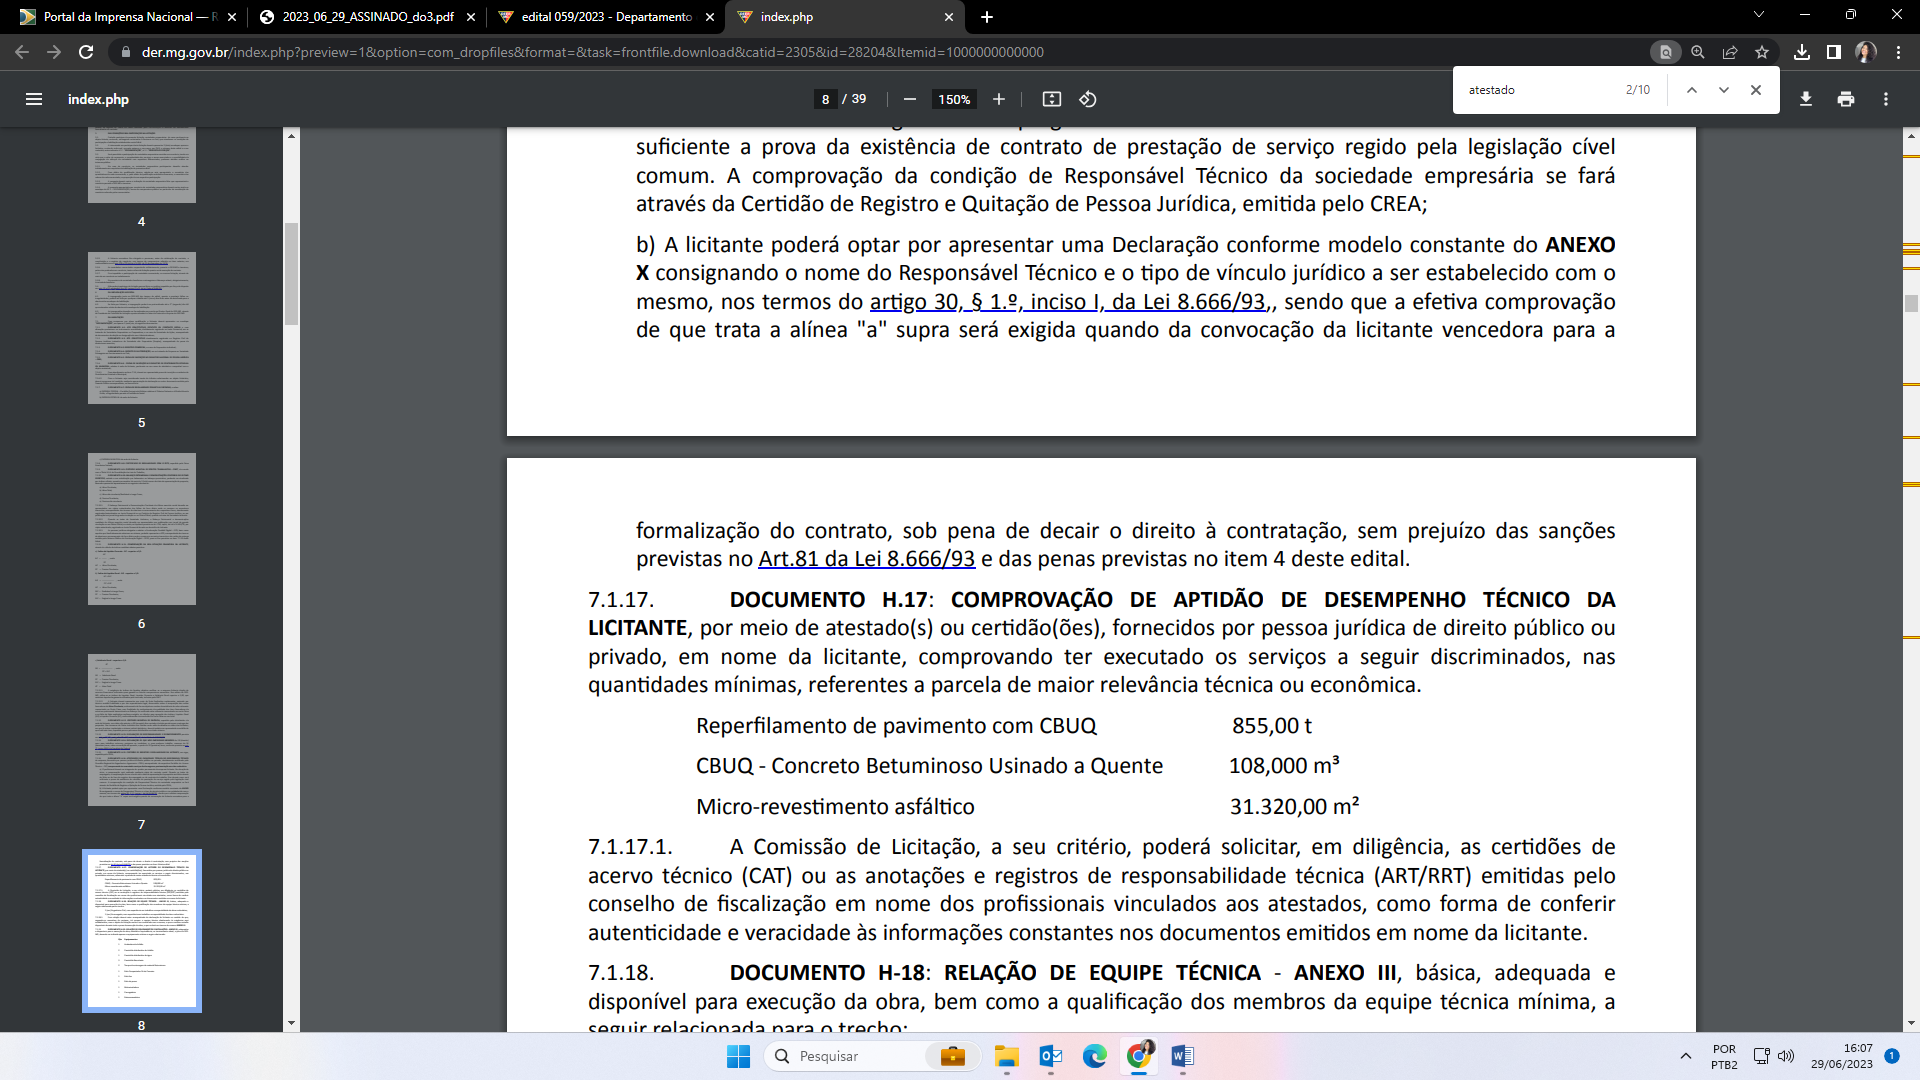 Portal da Imprensa Nacional — R
2023_06_29_ASSINADO_do3.pdf
edital 059/2023 - Departamento
index.php
der.mg.gov.br/index.php?preview=1&option=com_dropfiles&format=&task=frontfile.download&catid=2305&id=28204&Itemid=1000000000000
index.php
8 / 39
150%
atestado 2/10
4
5
6
7
8
suficiente a prova da existência de contrato de prestação de serviço regido pela legislação cível
comum. A comprovação da condição de Responsável Técnico da sociedade empresária se fará
através da Certidão de Registro e Quitação de Pessoa Jurídica, emitida pelo CREA;
b) A licitante poderá optar por apresentar uma Declaração conforme modelo constante do ANEXO
X consignando o nome do Responsável Técnico e o tipo de vínculo jurídico a ser estabelecido com o
mesmo, nos termos do artigo 30, § 1.º, inciso I, da Lei 8.666/93,, sendo que a efetiva comprovação
de que trata a alínea "a" supra será exigida quando da convocação da licitante vencedora para a
formalização do contrato, sob pena de decair o direito à contratação, sem prejuízo das sanções
previstas no Art.81 da Lei 8.666/93 e das penas previstas no item 4 deste edital.
7.1.17. DOCUMENTO H.17: COMPROVAÇÃO DE APTIDÃO DE DESEMPENHO TÉCNICO DA
LICITANTE, por meio de atestado(s) ou certidão(ões), fornecidos por pessoa jurídica de direito público ou
privado, em nome da licitante, comprovando ter executado os serviços a seguir discriminados, nas
quantidades mínimas, referentes a parcela de maior relevância técnica ou econômica.
Reperfilamento de pavimento com CBUQ 855,00 t
CBUQ - Concreto Betuminoso Usinado a Quente 108,000 m³
Micro-revestimento asfáltico 31.320,00 m²
7.1.17.1. A Comissão de Licitação, a seu critério, poderá solicitar, em diligência, as certidões de
acervo técnico (CAT) ou as anotações e registros de responsabilidade técnica (ART/RRT) emitidas pelo
conselho de fiscalização em nome dos profissionais vinculados aos atestados, como forma de conferir
autenticidade e veracidade às informações constantes nos documentos emitidos em nome da licitante.
7.1.18. DOCUMENTO H-18: RELAÇÃO DE EQUIPE TÉCNICA - ANEXO III, básica, adequada e
disponível para execução da obra, bem como a qualificação dos membros da equipe técnica mínima, a
seguir relacionada para o trecho:
Pesquisar
POR
PTB2
16:07
29/06/2023
1